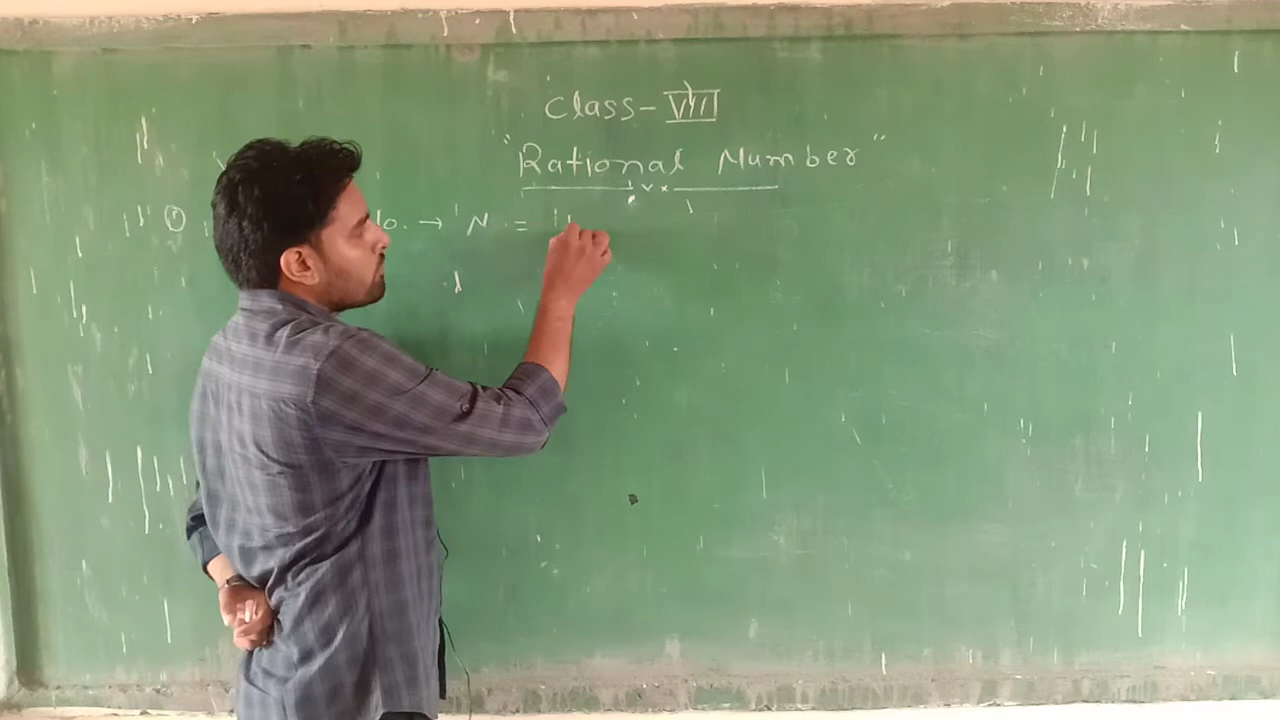 Class - VIII
"Rational Number"
① No. → N =